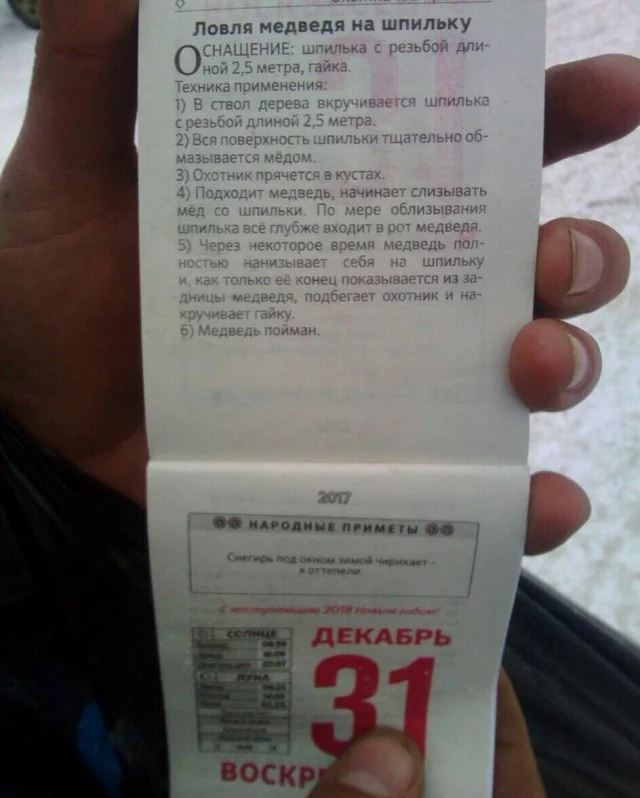 Ловля медведя на шпильку
ОСНАЩЕНИЕ: шпилька с резьбой дли-
ной 2,5 метра, гайка.
Техника применения:
1) В ствол дерева вкручивается шпилька
с резьбой длиной 2,5 метра.
2) Вся поверхность шпильки тщательно об-
мазывается мёдом.
3) Охотник прячется в кустах.
4) Подходит медведь, начинает слизывать
мёд со шпильки. По мере облизывания
шпилька всё глубже входит в рот медведя.
5) Через некоторое время медведь пол-
ностью нанизывает себя на шпильку
и, как только её конец показывается из за-
дницы медведя, подбегает охотник и на-
кручивает гайку.
6) Медведь пойман.
2017
НАРОДНЫЕ ПРИМЕТЫ
Снегирь под окном зимой чирикает –
к оттепели.
С наступающим 2018 Новым годом!
СОЛНЦЕ
ДЕКАБРЬ
ЛУНА
31
ВОСКР